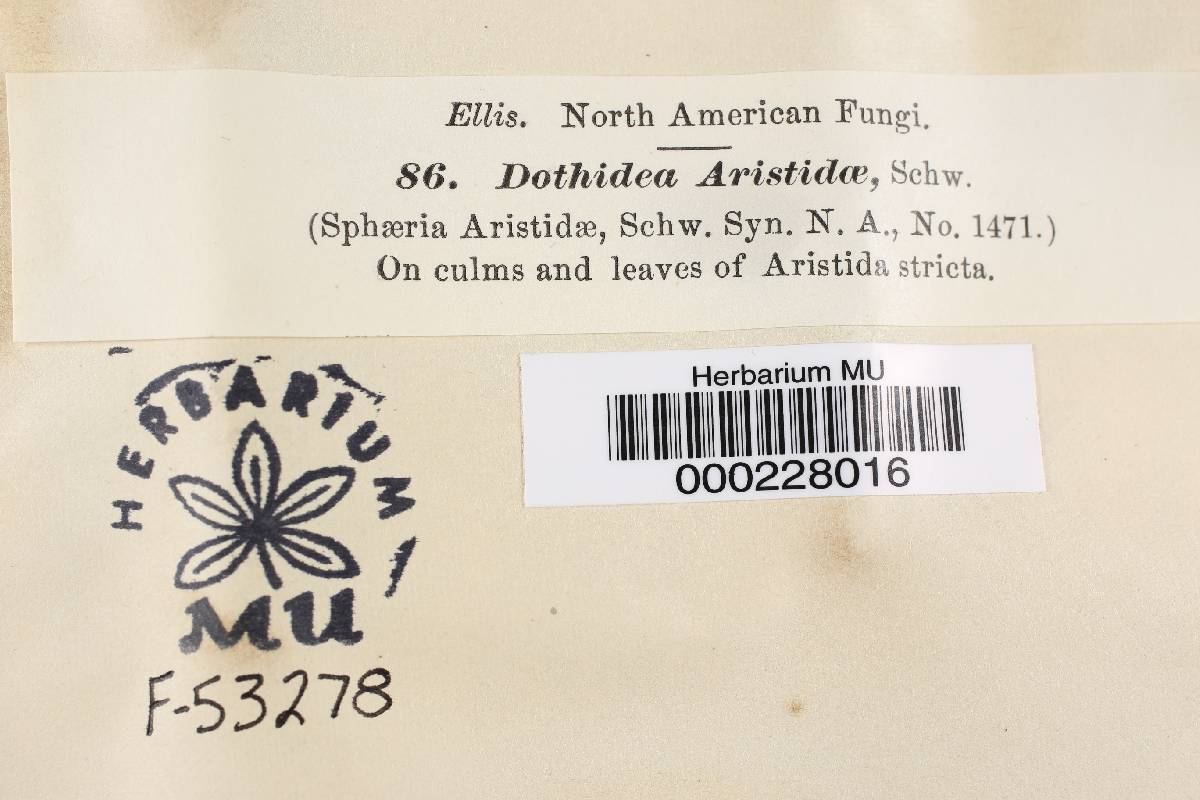 Ellis. North American Fungi.
86. Dothidea Aristidæ, Schw.
(Sphæria Aristidæ, Schw. Syn. N. A., No. 1471.)
On culms and leaves of Aristida stricta.
Herbarium MU
000228016
HERBARIUM
MU
F-53278